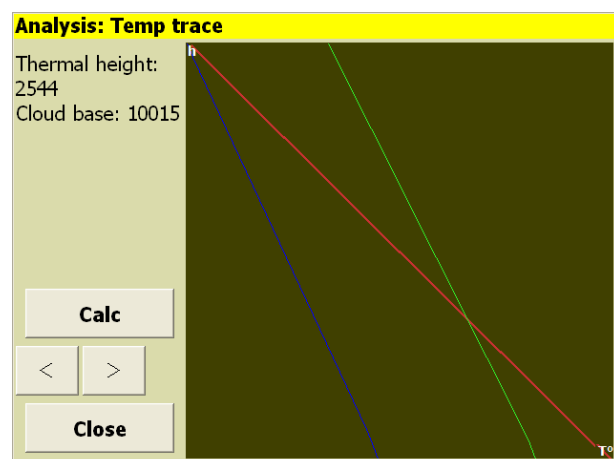 Analysis: Temp trace
Thermal height:
2544
Cloud base: 10015
h
Calc
< >
Close
T°